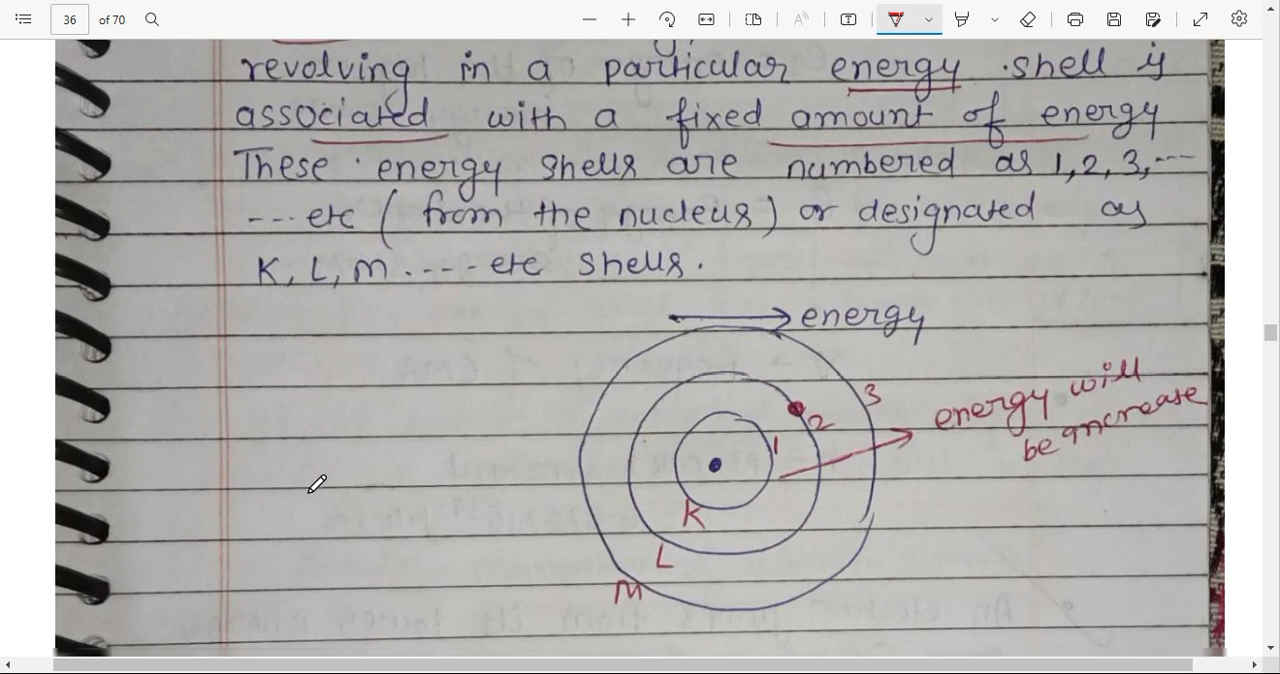 36 of 70
revolving in a particular energy shell is
associated with a fixed amount of energy
These energy shells are numbered as 1, 2, 3, ---
--- etc ( from the nucleus ) or designated as
K, L, M .---- etc shells.
energy
3
energy will
be increase
2
1
K
L
M